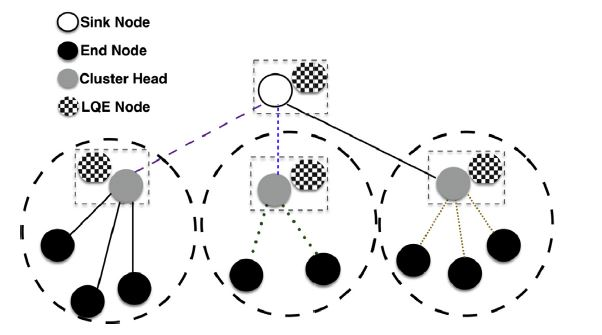 Sink Node
End Node
Cluster Head
LQE Node